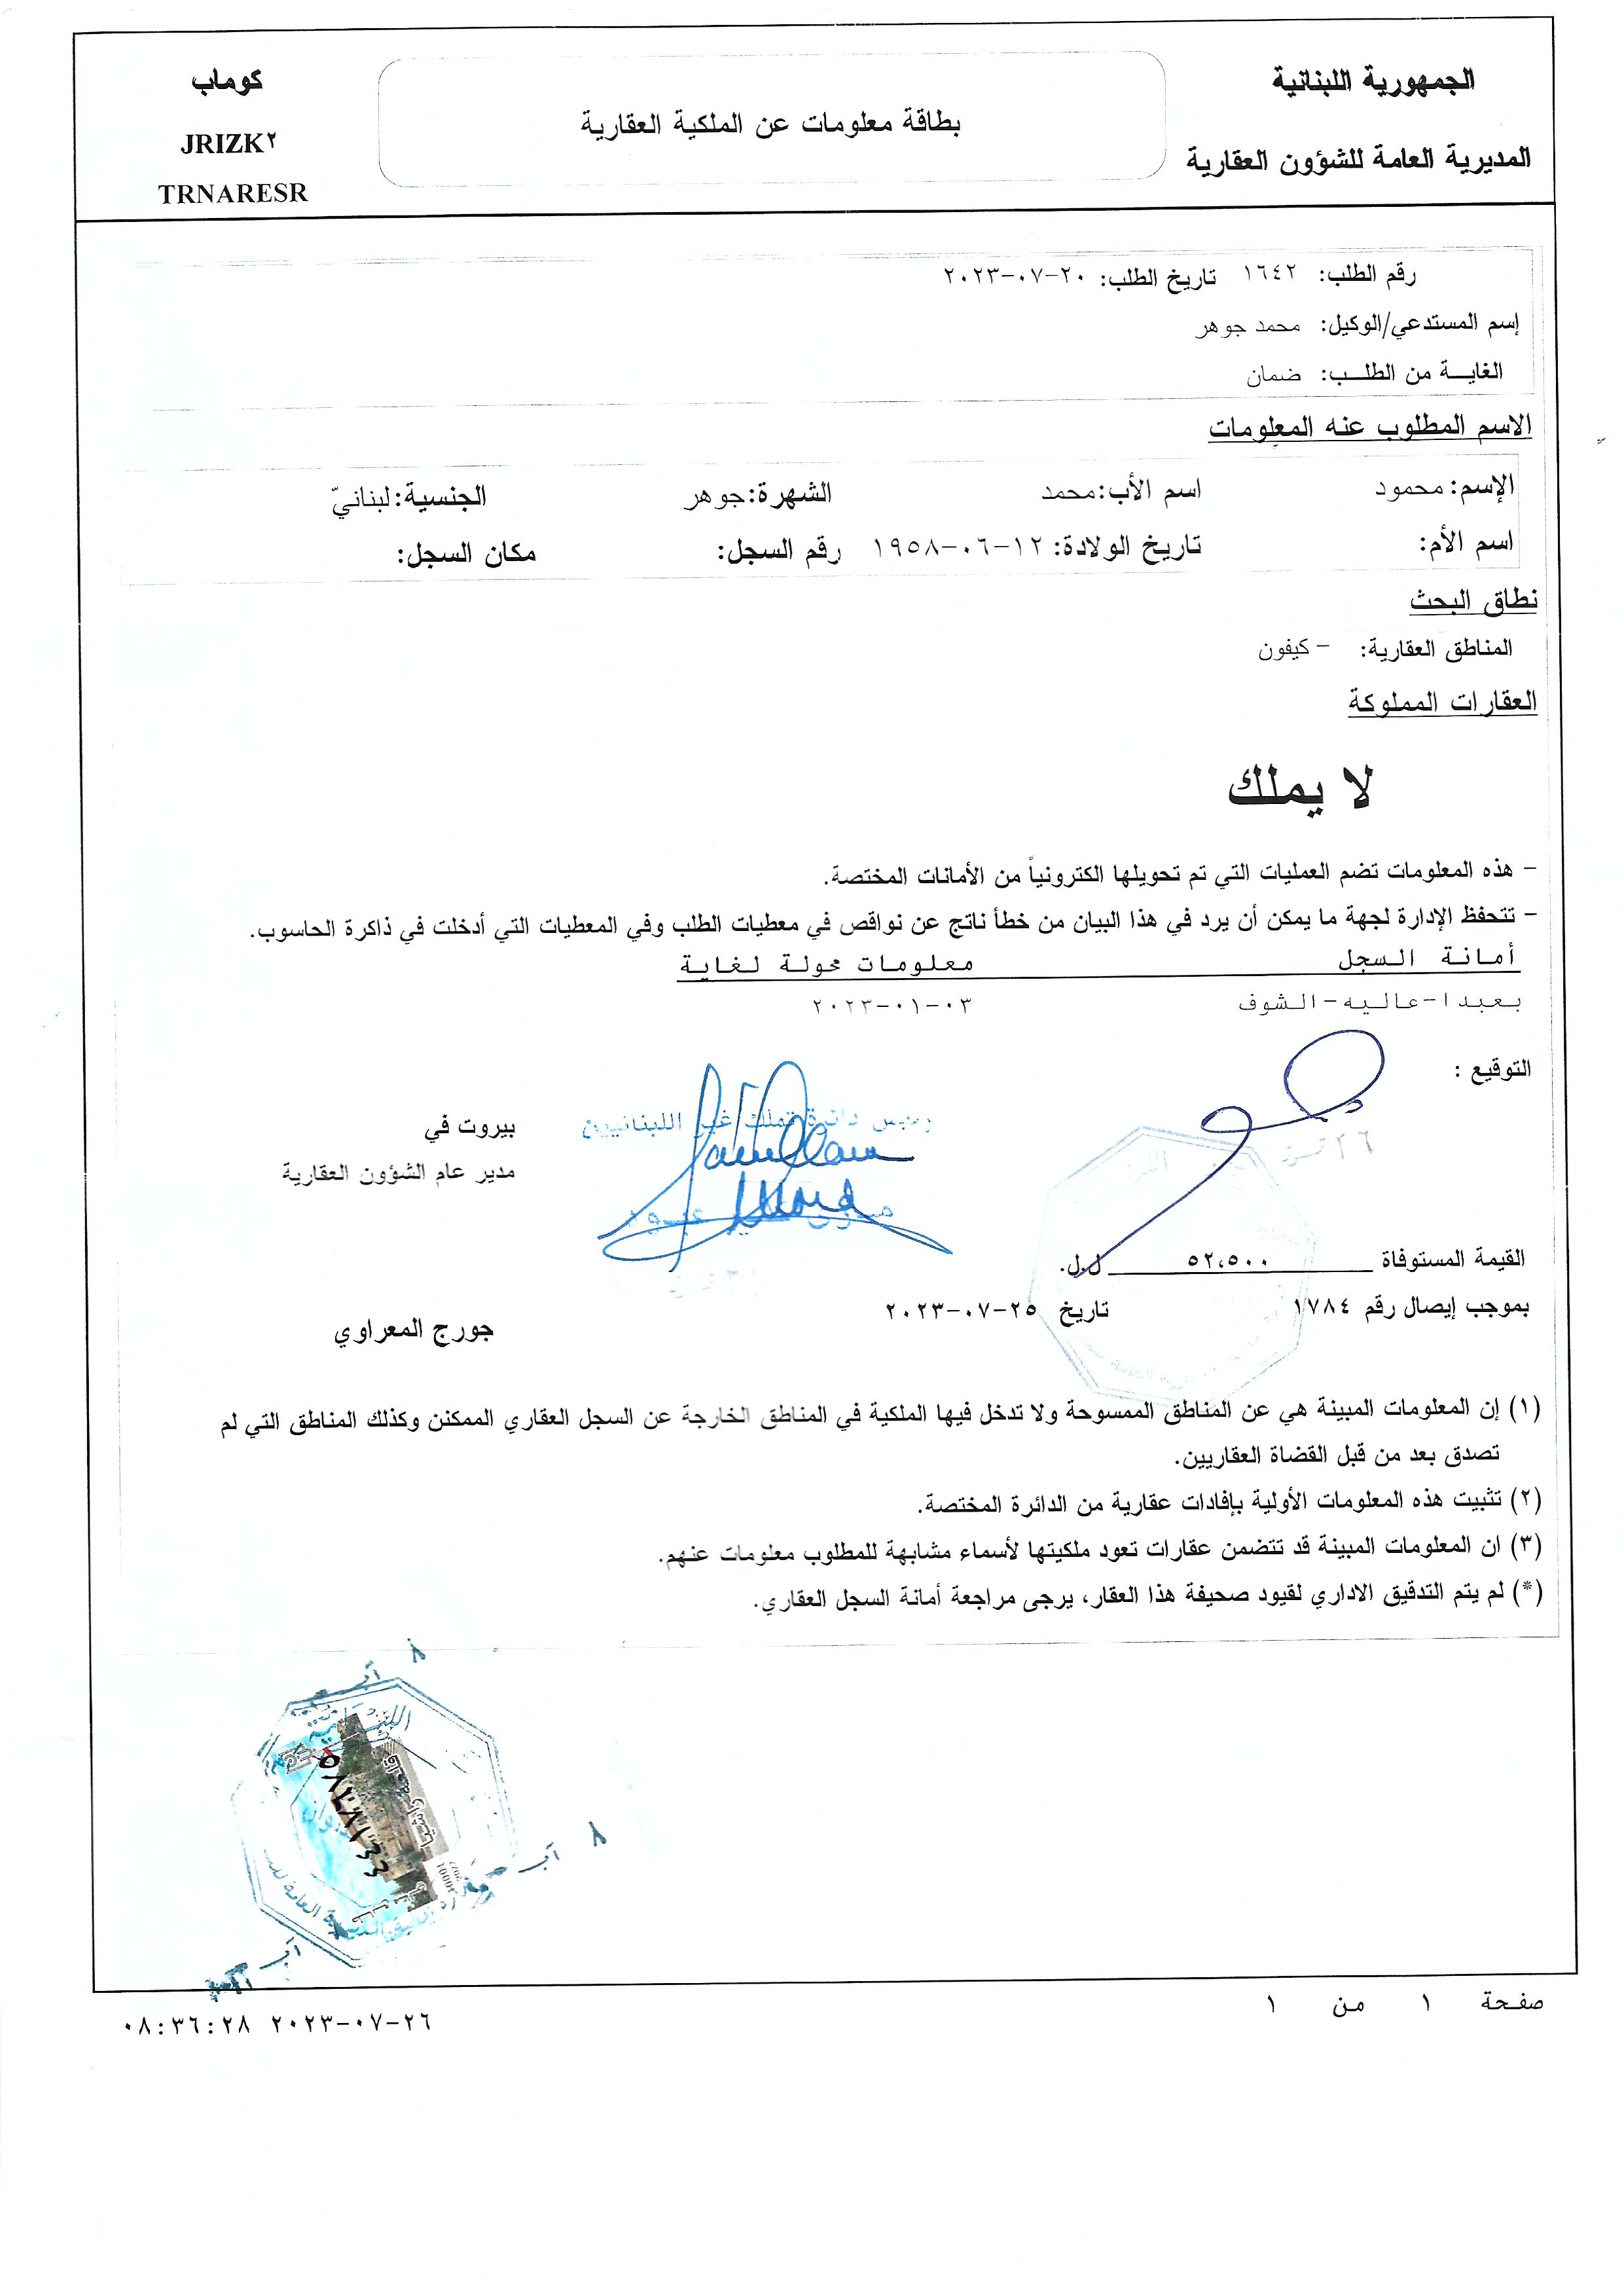 الجمهورية اللبنانية
المديرية العامة للشؤون العقارية
بطاقة معلومات عن الملكية العقارية
كوماب
JRIZK٢
TRNARESR
رقم الطلب: ١٦٤٢ تاريخ الطلب: ٢٠-٠٧-٢٠٢٣
إسم المستدعي/الوكيل: محمد جوهر
الغايـــة من الطلـــب: ضمان
الاسم المطلوب عنه المعلومات
الإسم: محمود اسم الأب: محمد الشهرة: جوهر الجنسية: لبنانيّ
اسم الأم: تاريخ الولادة: ١٢-٠٦-١٩٥٨ رقم السجل: مكان السجل:
نطاق البحث
المناطق العقارية: - كيفون
العقارات المملوكة
لا يملك
- هذه المعلومات تضم العمليات التي تم تحويلها الكترونياً من الأمانات المختصة.
- تتحفظ الإدارة لجهة ما يمكن أن يرد في هذا البيان من خطأ ناتج عن نواقص في معطيات الطلب وفي المعطيات التي أدخلت في ذاكرة الحاسوب.
أمانة السجل معلومات محولة لغاية
بعبدا-عاليه-الشوف ٠٣-٠١-٢٠٢٣
التوقيع :
رئيس دائرة تملك غير اللبنانيين
بيروت في
مدير عام الشؤون العقارية
القيمة المستوفاة ٥٢،٥٠٠ ل.ل.
بموجب إيصال رقم ١٧٨٤ تاريخ ٢٥-٠٧-٢٠٢٣
جورج المعراوي
(١) إن المعلومات المبينة هي عن المناطق الممسوحة ولا تدخل فيها الملكية في المناطق الخارجة عن السجل العقاري الممكنن وكذلك المناطق التي لم
تصدق بعد من قبل القضاة العقاريين.
(٢) تثبيت هذه المعلومات الأولية بإفادات عقارية من الدائرة المختصة.
(٣) ان المعلومات المبينة قد تتضمن عقارات تعود ملكيتها لأسماء مشابهة للمطلوب معلومات عنهم.
(*) لم يتم التدقيق الاداري لقيود صحيفة هذا العقار، يرجى مراجعة أمانة السجل العقاري.
٨ آب
اللبنانية
٨ آب
صفحة ١ من ١
٢٦-٠٧-٢٠٢٣ ٠٨:٣٦:٢٨